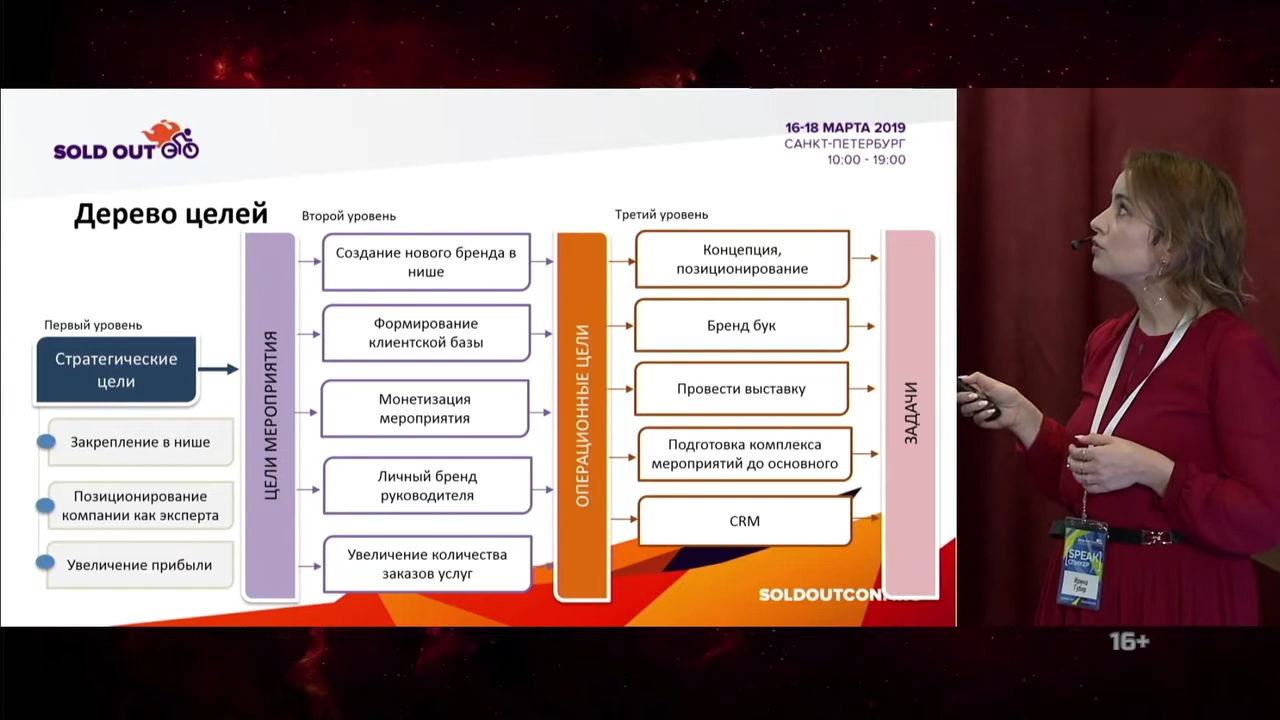 SOLD OUT
16-18 МАРТА 2019
САНКТ-ПЕТЕРБУРГ
10:00 - 19:00
Дерево целей
Первый уровень
Стратегические
цели
Закрепление в нише
Позиционирование
компании как эксперта
Увеличение прибыли
ЦЕЛИ МЕРОПРИЯТИЯ
Второй уровень
Создание нового бренда в
нише
Формирование
клиентской базы
Монетизация
мероприятия
Личный бренд
руководителя
Увеличение количества
заказов услуг
ОПЕРАЦИОННЫЕ ЦЕЛИ
Третий уровень
Концепция,
позиционирование
Бренд бук
Провести выставку
Подготовка комплекса
мероприятий до основного
CRM
ЗАДАЧИ
SPEAK
СПИКЕР
Ирина
Губер
16+